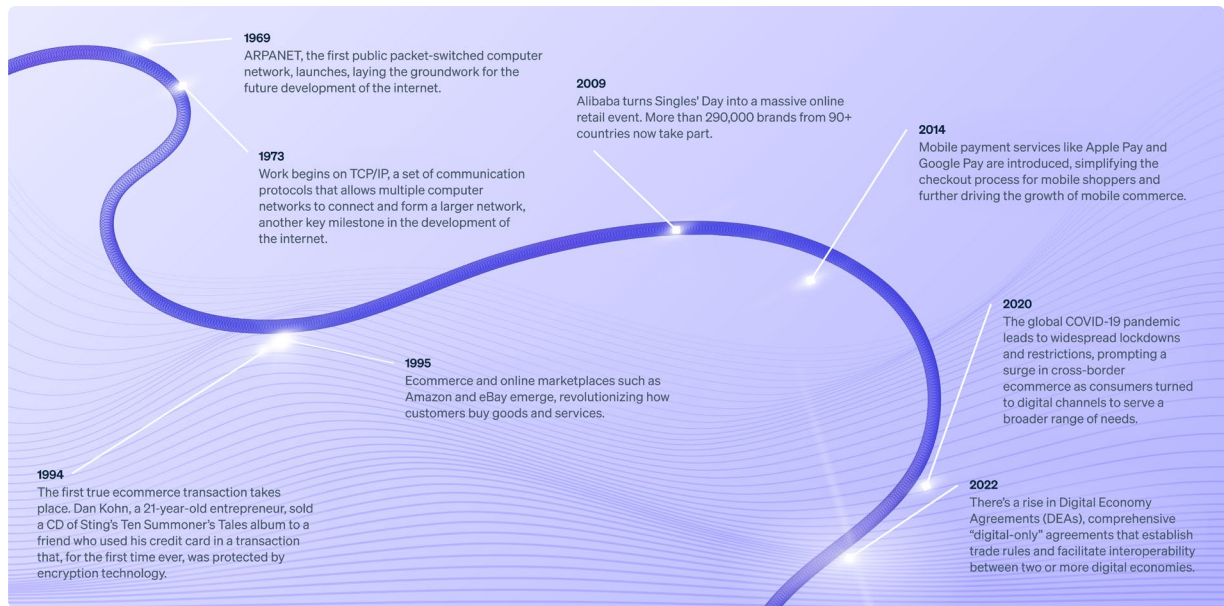 1969
ARPANET, the first public packet-switched computer
network, launches, laying the groundwork for the
future development of the internet.
1973
Work begins on TCP/IP, a set of communication
protocols that allows multiple computer
networks to connect and form a larger network,
another key milestone in the development of
the internet.
1994
The first true ecommerce transaction takes
place. Dan Kohn, a 21-year-old entrepreneur, sold
a CD of Sting's Ten Summoner's Tales album to a
friend who used his credit card in a transaction
that, for the first time ever, was protected by
encryption technology.
1995
Ecommerce and online marketplaces such as
Amazon and eBay emerge, revolutionizing how
customers buy goods and services.
2009
Alibaba turns Singles' Day into a massive online
retail event. More than 290,000 brands from 90+
countries now take part.
2014
Mobile payment services like Apple Pay and
Google Pay are introduced, simplifying the
checkout process for mobile shoppers and
further driving the growth of mobile commerce.
2020
The global COVID-19 pandemic
leads to widespread lockdowns
and restrictions, prompting a
surge in cross-border
ecommerce as consumers turned
to digital channels to serve a
broader range of needs.
2022
There's a rise in Digital Economy
Agreements (DEAs), comprehensive
“digital-only” agreements that establish
trade rules and facilitate interoperability
between two or more digital economies.